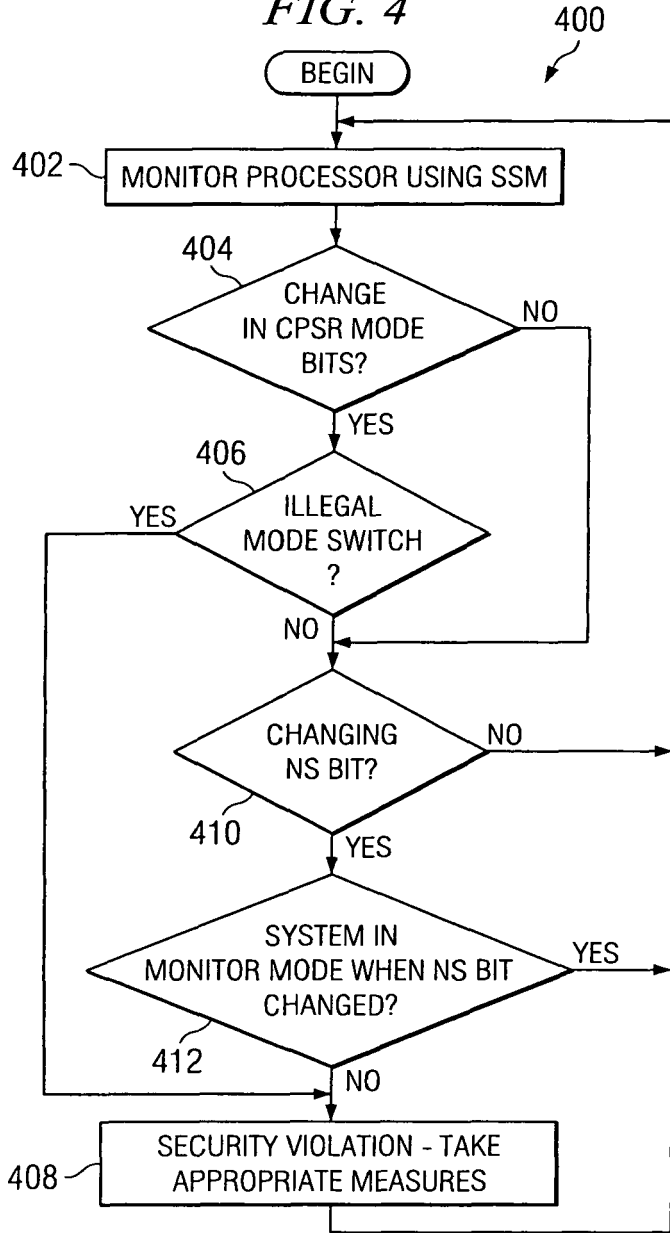 FIG. 4
400
BEGIN
402
MONITOR PROCESSOR USING SSM
404
CHANGE
IN CPSR MODE
BITS?
NO
YES
406
YES
ILLEGAL
MODE SWITCH
?
NO
CHANGING
NS BIT?
NO
410
YES
SYSTEM IN
MONITOR MODE WHEN NS BIT
CHANGED?
YES
412
NO
408
SECURITY VIOLATION - TAKE
APPROPRIATE MEASURES